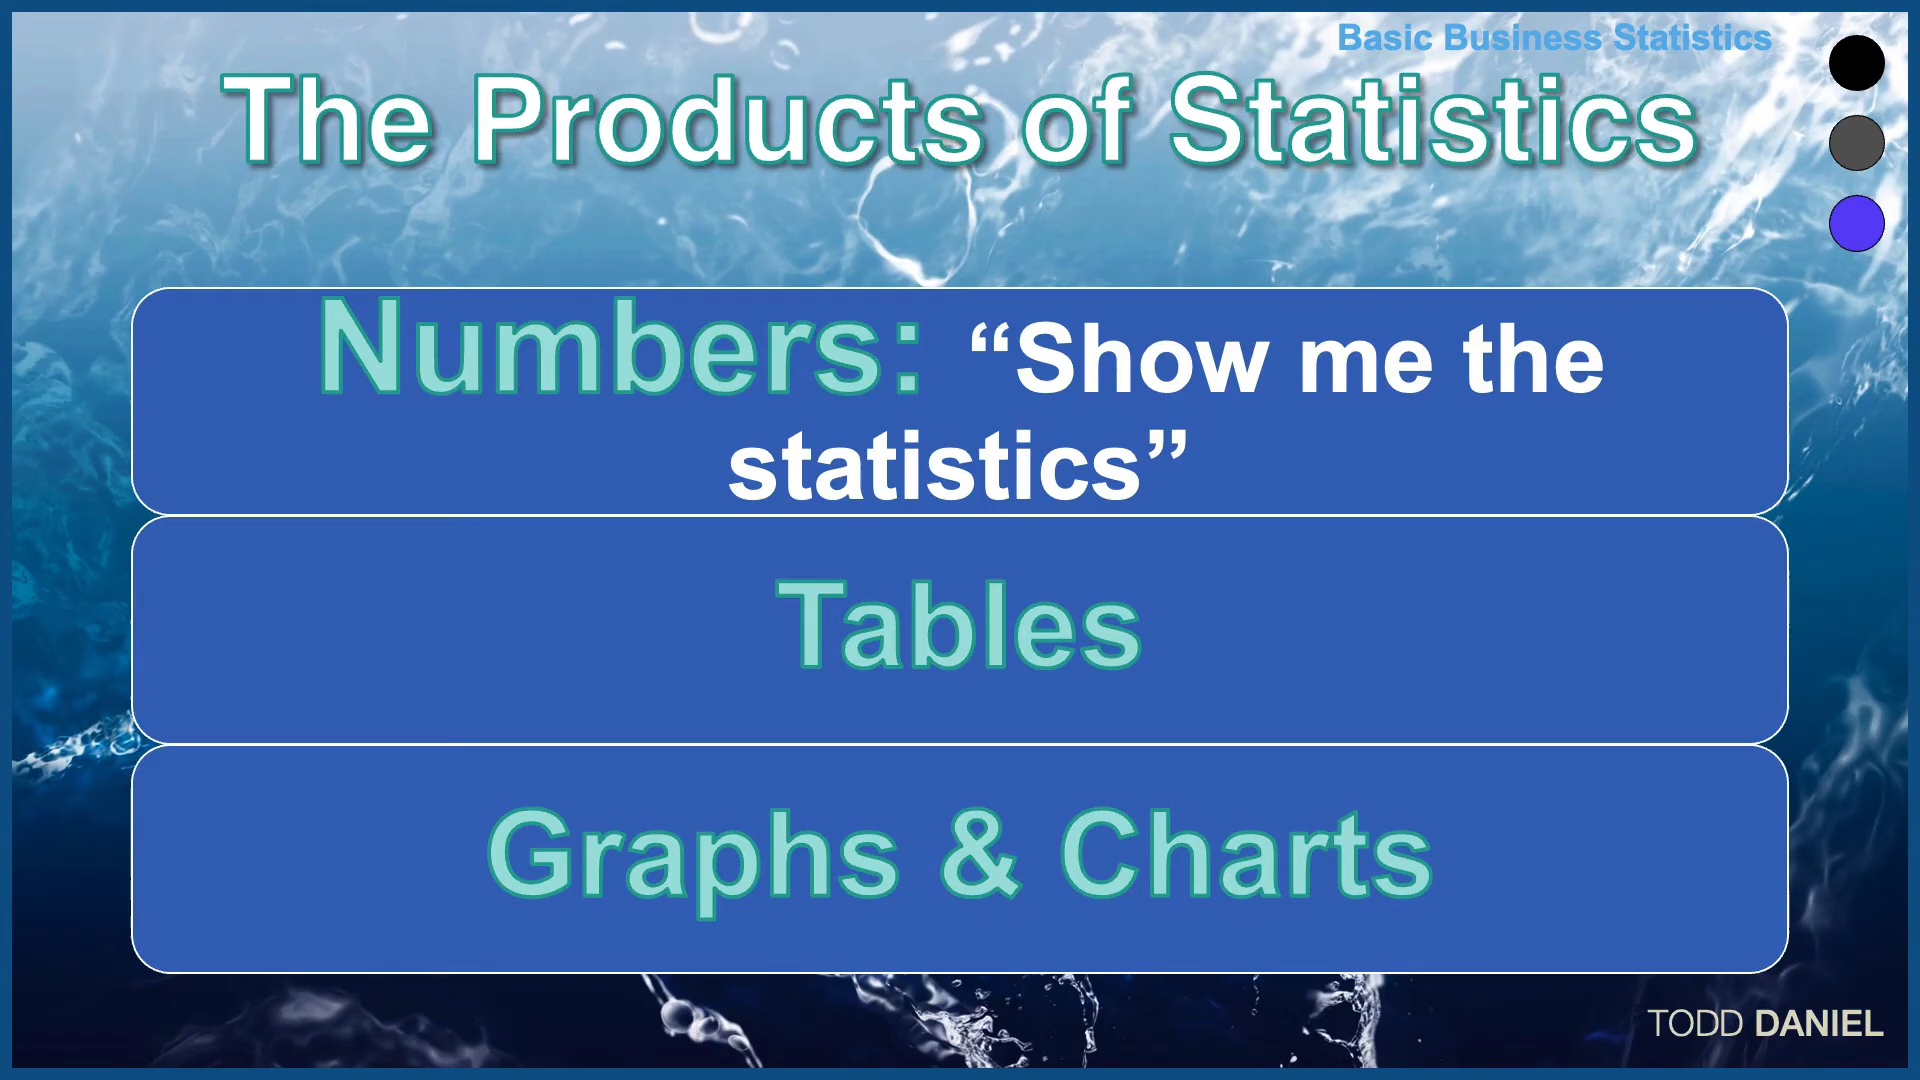 Basic Business Statistics
The Products of Statistics
Numbers: “Show me the
statistics”
Tables
Graphs & Charts
TODD DANIEL